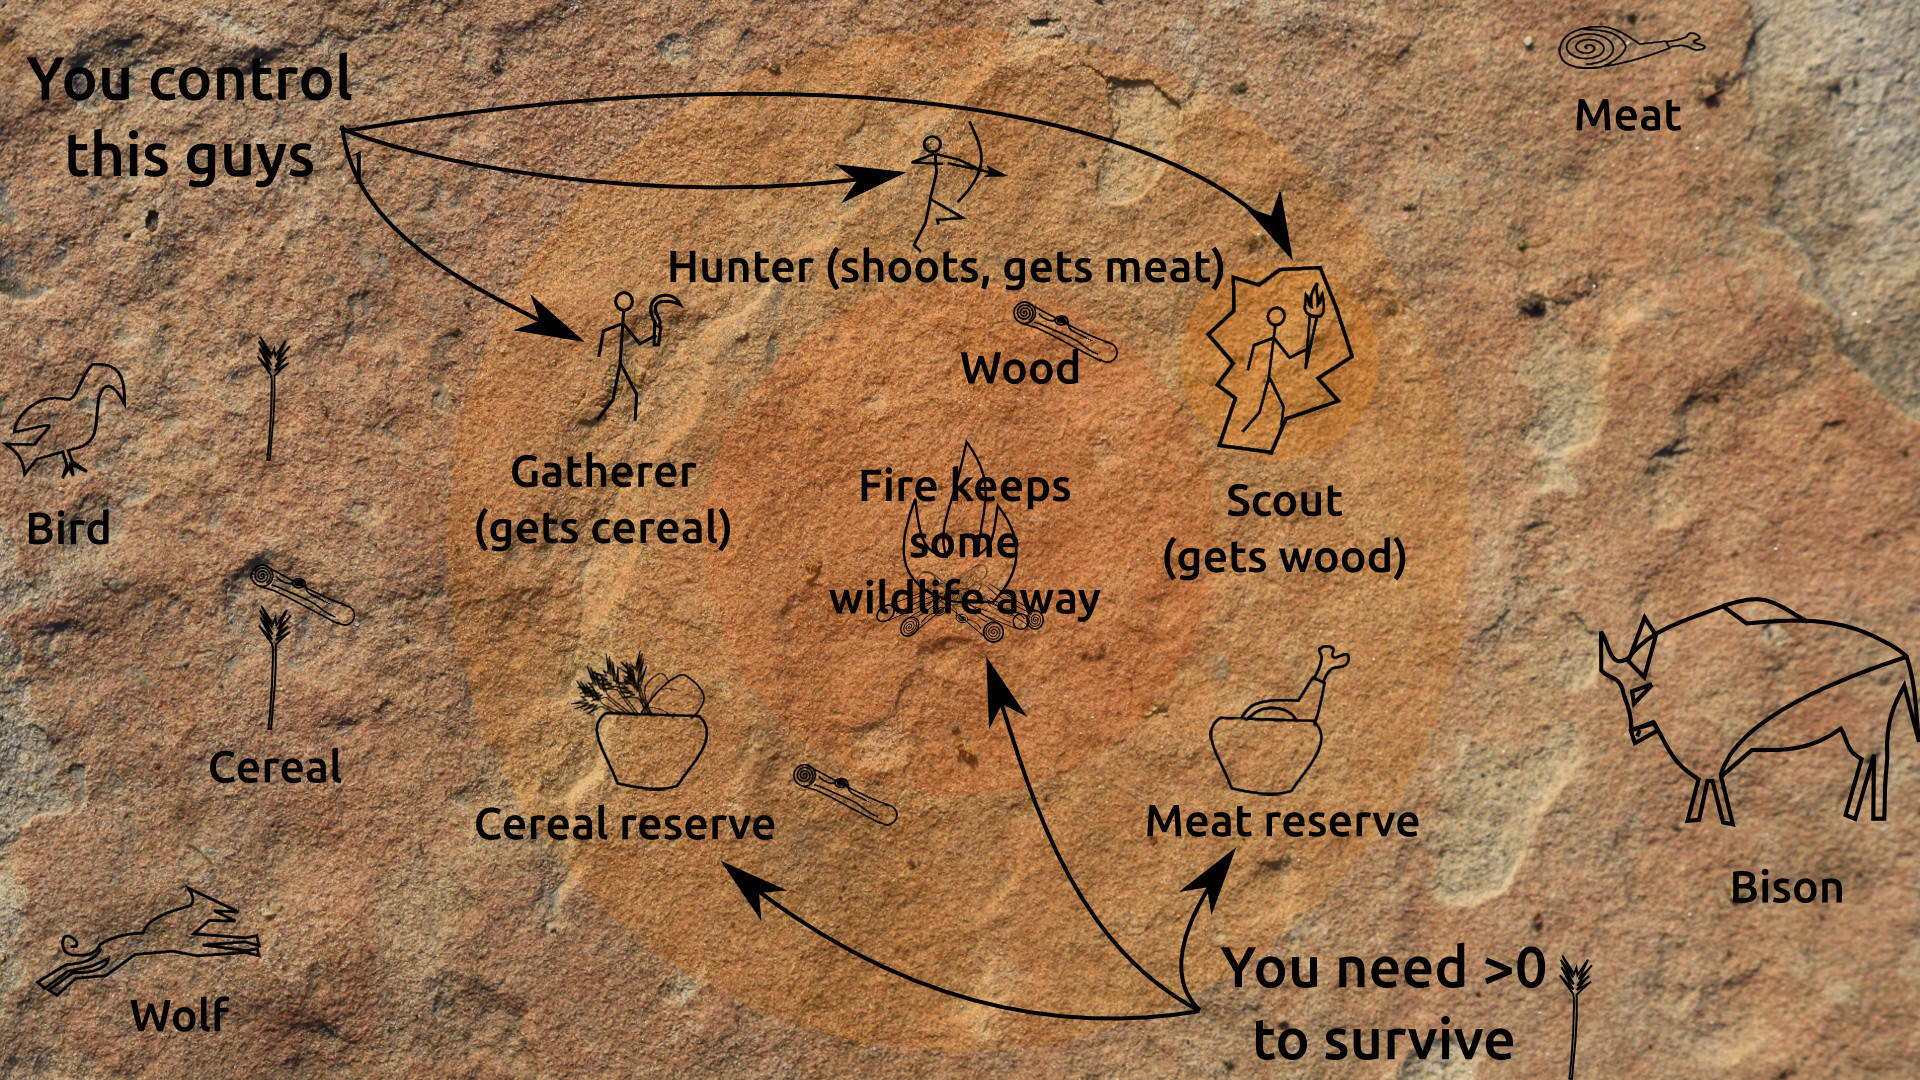 You control
this guys
Meat
Hunter (shoots, gets meat)
Wood
Gatherer
(gets cereal)
Fire keeps
some
wildlife away
Scout
(gets wood)
Bird
Cereal
Cereal reserve
Meat reserve
Bison
Wolf
You need >0
to survive